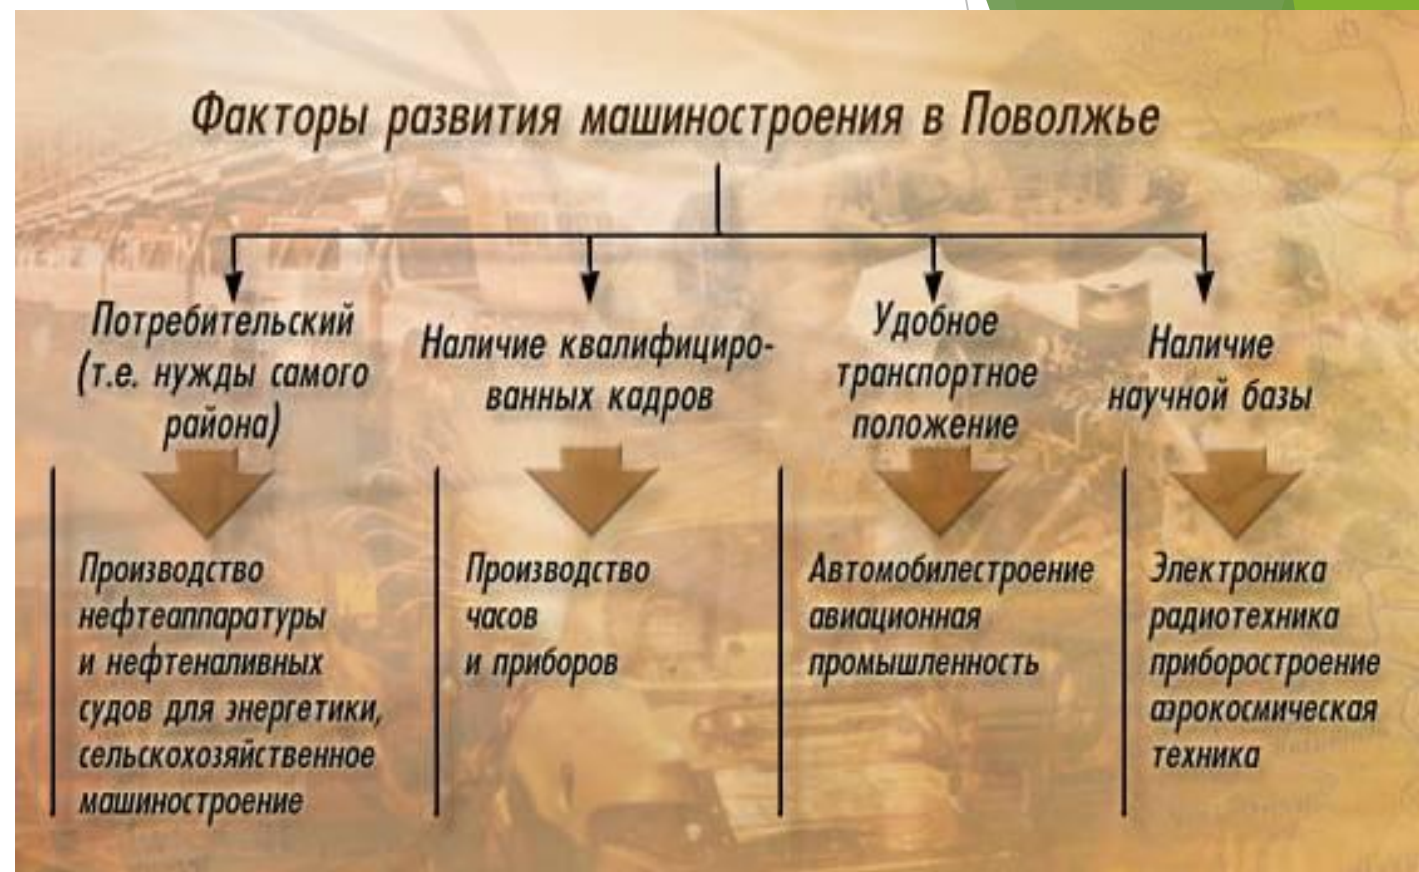 Факторы развития машиностроения в Поволжье
Потребительский
(т.е. нужды самого
района)
Наличие квалифициро-
ванных кадров
Удобное
транспортное
положение
Наличие
научной базы
Производство
нефтеаппаратуры
и нефтеналивных
судов для энергетики,
сельскохозяйственное
машиностроение
Производство
часов
и приборов
Автомобилестроение
авиационная
промышленность
Электроника
радиотехника
приборостроение
аэрокосмическая
техника